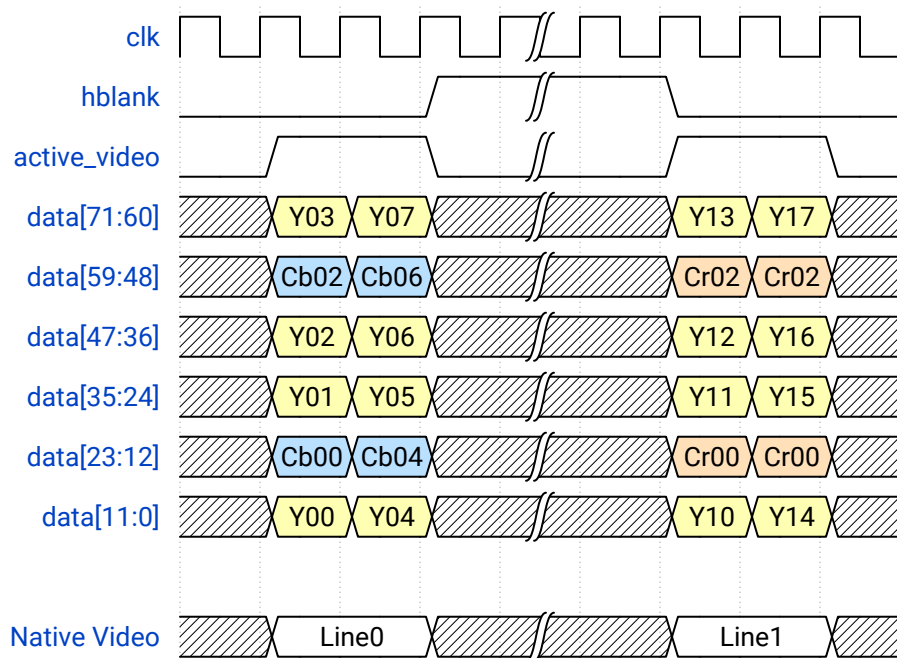 clk
hblank
active_video
data[71:60] Y03 Y07 Y13 Y17
data[59:48] Cb02 Cb06 Cr02 Cr02
data[47:36] Y02 Y06 Y12 Y16
data[35:24] Y01 Y05 Y11 Y15
data[23:12] Cb00 Cb04 Cr00 Cr00
data[11:0] Y00 Y04 Y10 Y14
Native Video Line0 Line1